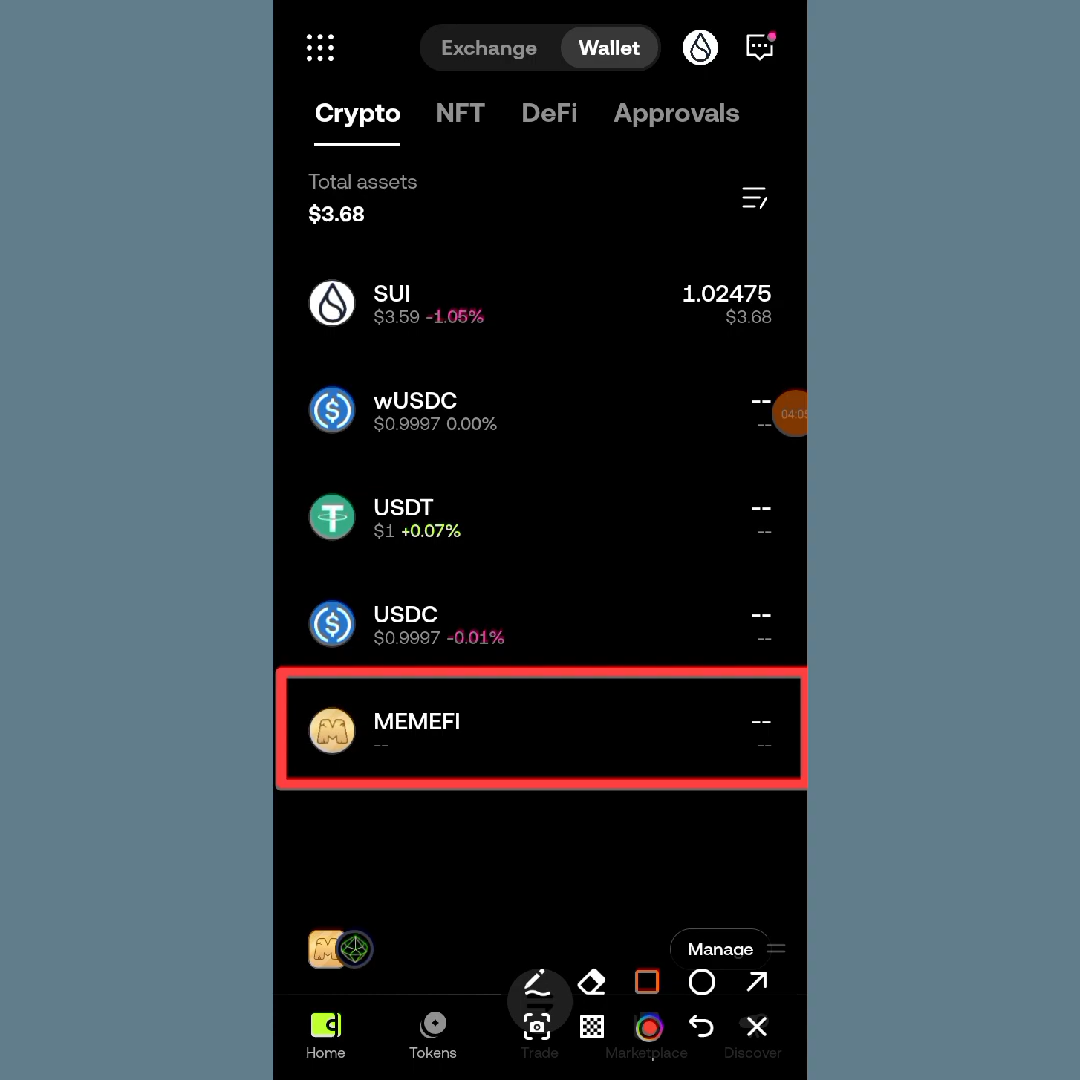 Exchange Wallet
Crypto NFT DeFi Approvals
Total assets
$3.68
SUI 1.02475
$3.59 -1.05% $3.68
wUSDC --
$0.9997 0.00% --
04:05
USDT --
$1 +0.07% --
USDC --
$0.9997 -0.01% --
MEMEFI --
-- --
Manage
Home Tokens Trade Marketplace Discover